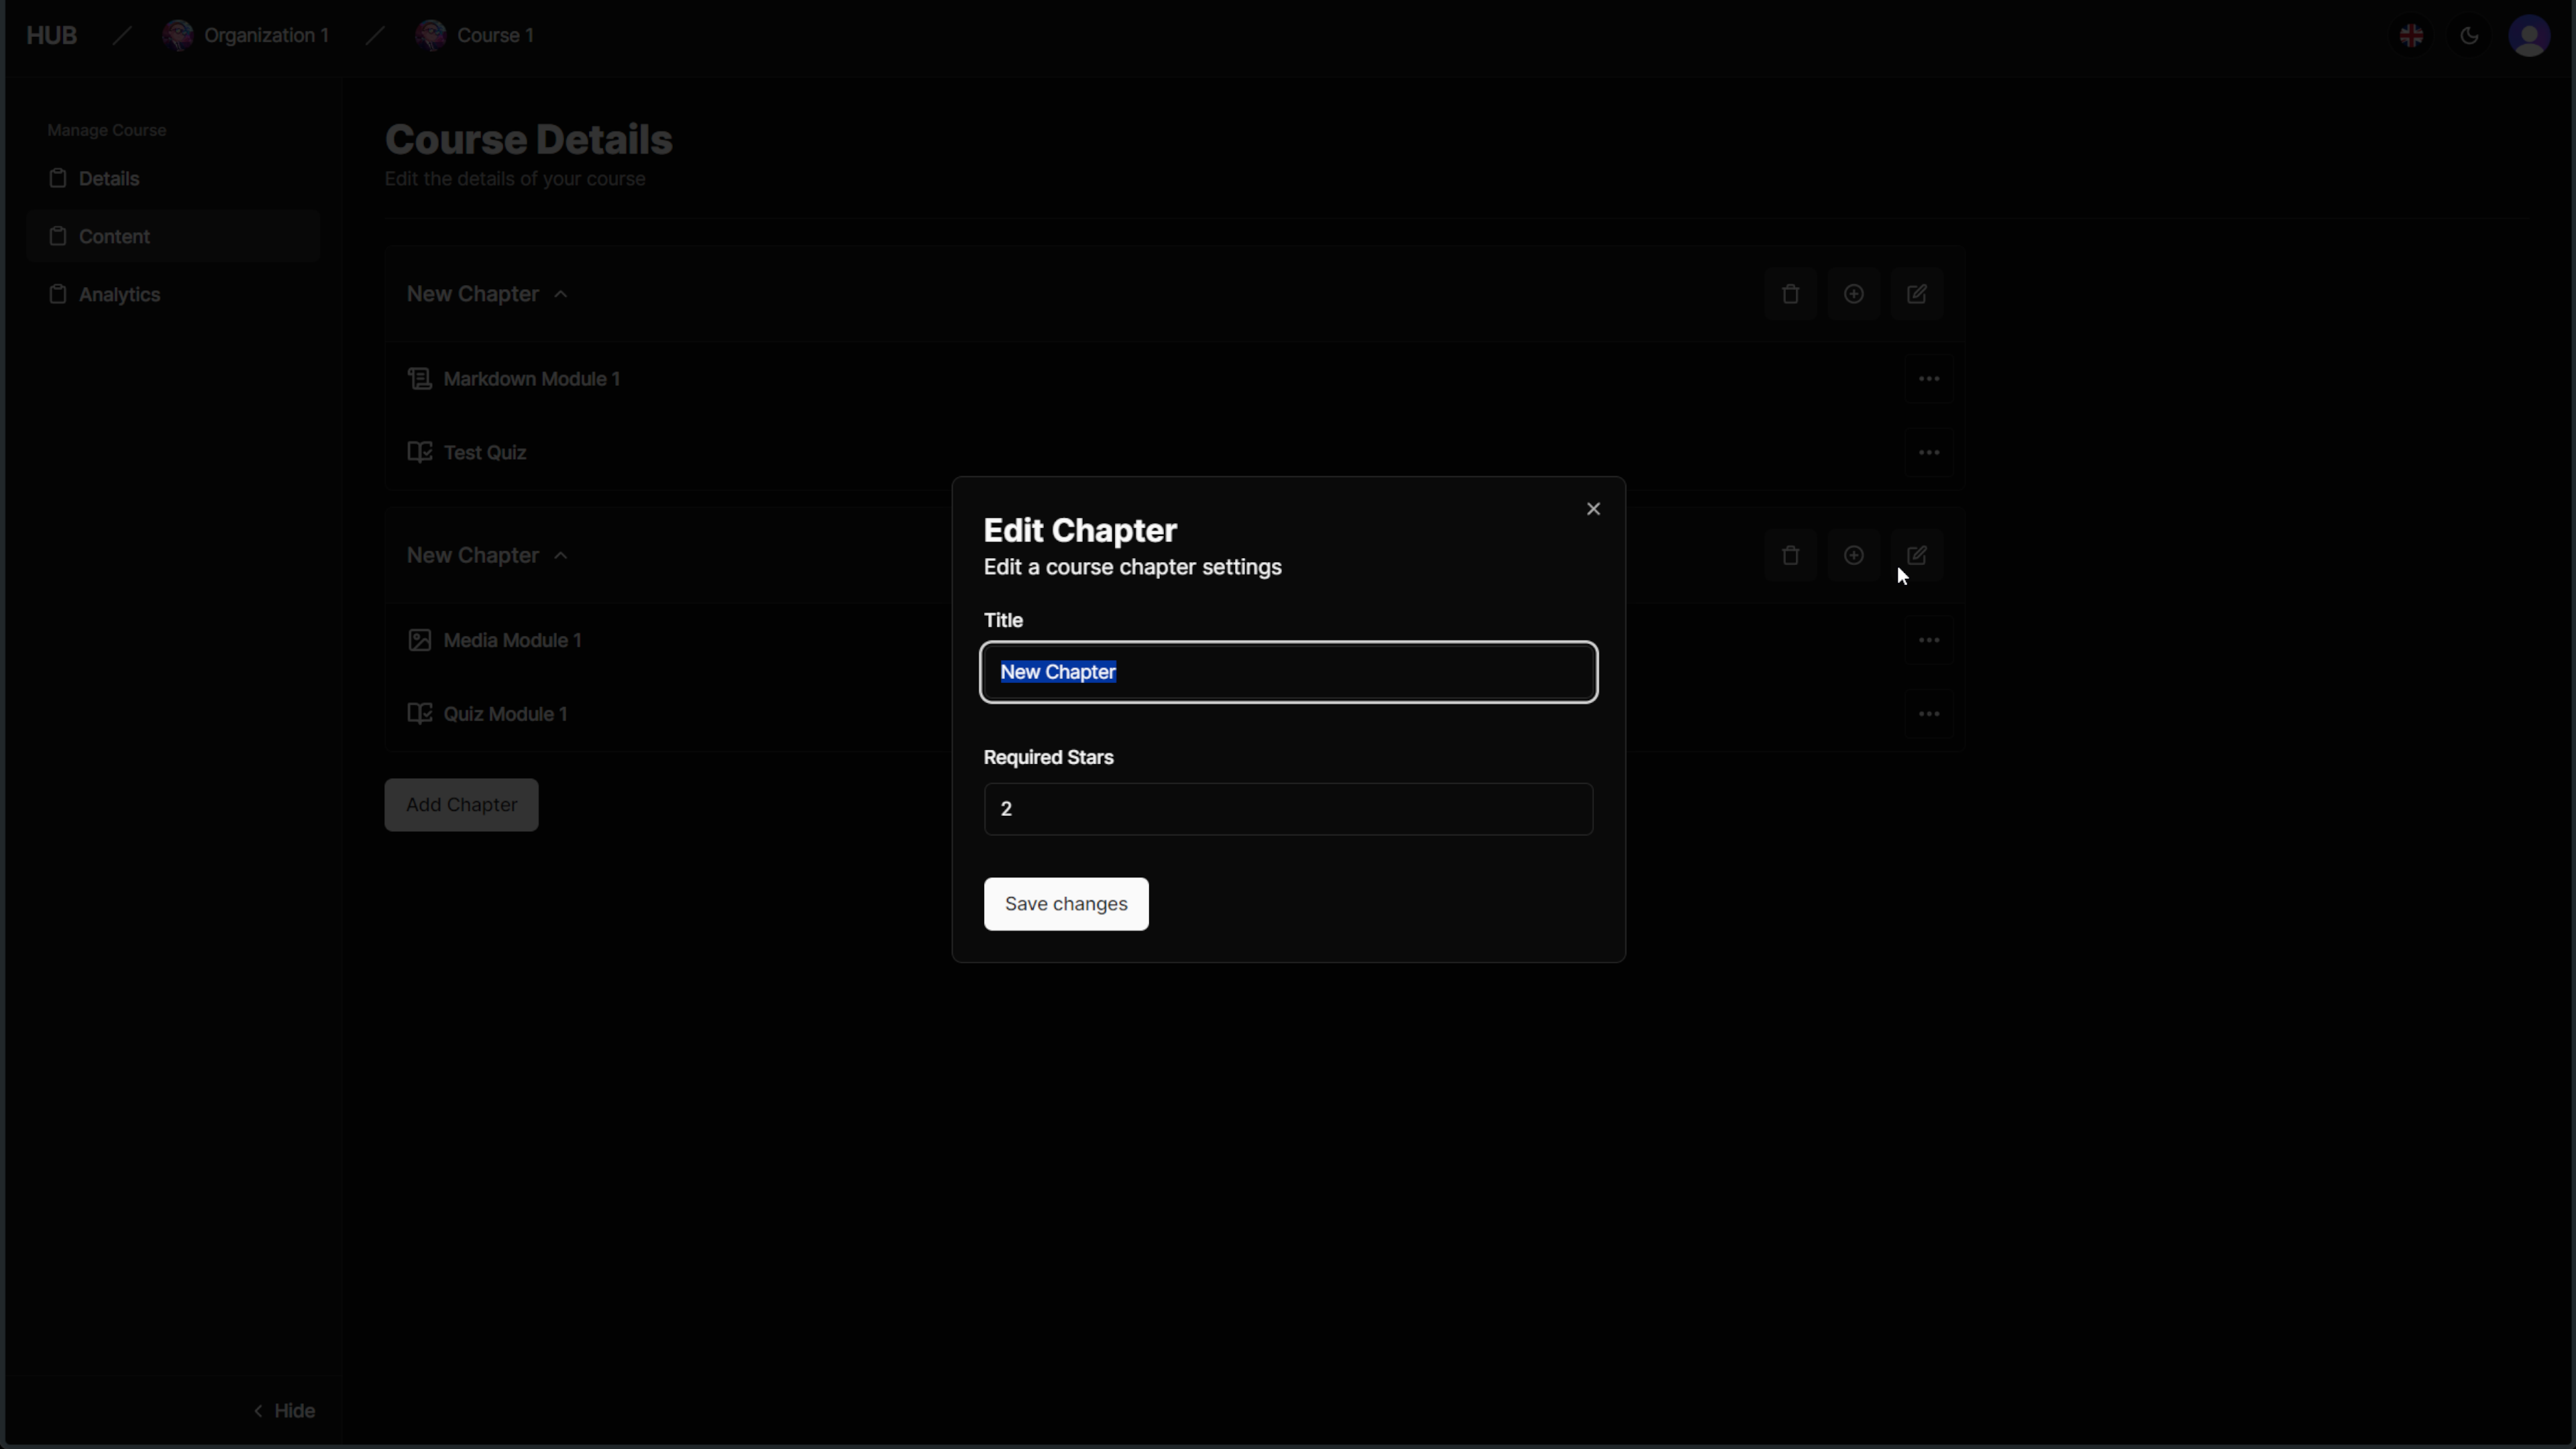 HUB / Organization 1 / Course 1
Manage Course
Details
Content
Analytics
Course Details
Edit the details of your course
New Chapter
Markdown Module 1
Test Quiz
New Chapter
Media Module 1
Quiz Module 1
Add Chapter
Edit Chapter
Edit a course chapter settings
Title
New Chapter
Required Stars
2
Save changes
Hide